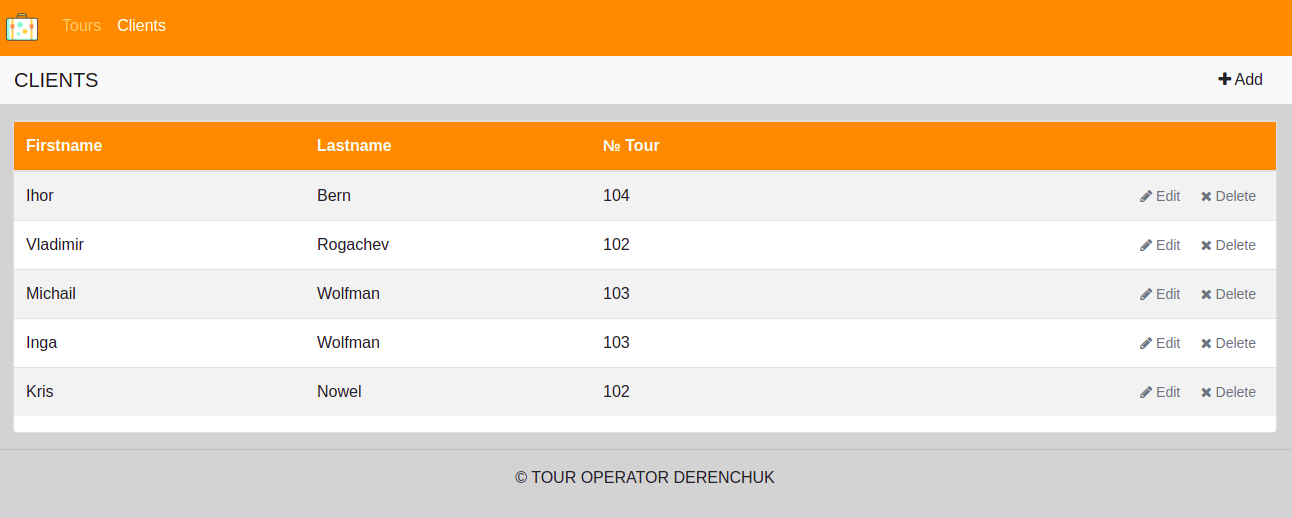 Tours Clients
CLIENTS Add
Firstname Lastname № Tour
Ihor Bern 104 Edit Delete
Vladimir Rogachev 102 Edit Delete
Michail Wolfman 103 Edit Delete
Inga Wolfman 103 Edit Delete
Kris Nowel 102 Edit Delete
© TOUR OPERATOR DERENCHUK